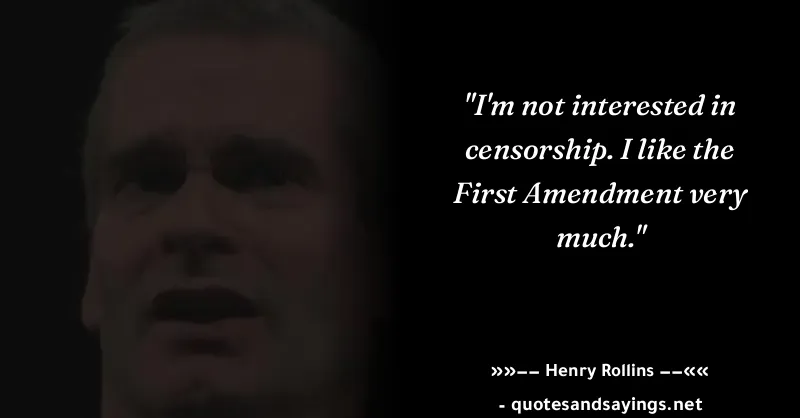 "I'm not interested in
censorship. I like the
First Amendment very
much."
»»—— Henry Rollins ——««
- quotesandsayings.net